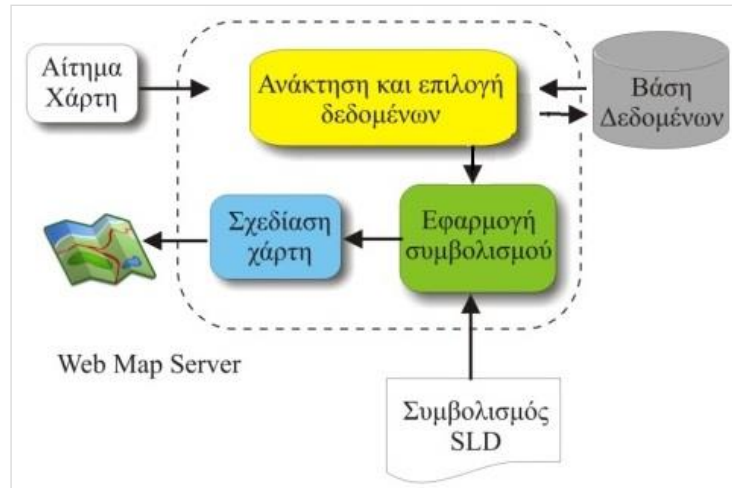 Αίτημα
Χάρτη
Ανάκτηση και επιλογή
δεδομένων
Βάση
Δεδομένων
Σχεδίαση
χάρτη
Εφαρμογή
συμβολισμού
Web Map Server
Συμβολισμός
SLD